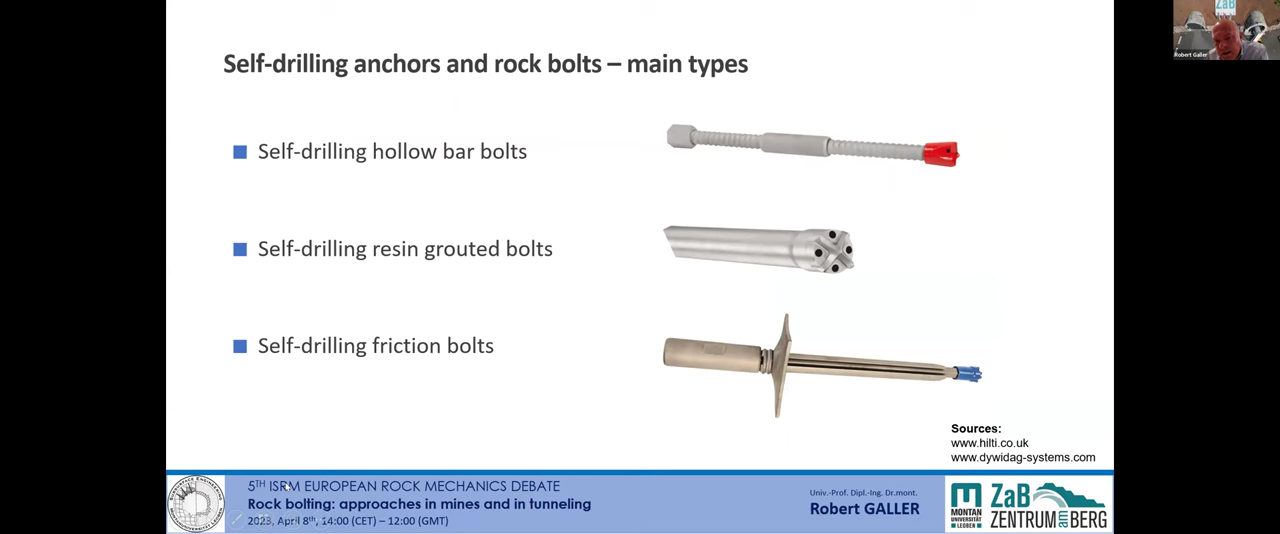 ZaB
Robert Galler
Self-drilling anchors and rock bolts – main types
Self-drilling hollow bar bolts
Self-drilling resin grouted bolts
Self-drilling friction bolts
Sources:
www.hilti.co.uk
www.dywidag-systems.com
5TH ISRM EUROPEAN ROCK MECHANICS DEBATE
Rock bolting: approaches in mines and in tunneling
2023, April 8th, 14:00 (CET) – 12:00 (GMT)
Univ.-Prof. Dipl.-Ing. Dr.mont.
Robert GALLER
MONTAN
UNIVERSITÄT
LEOBEN
ZaB
ZENTRUM am BERG